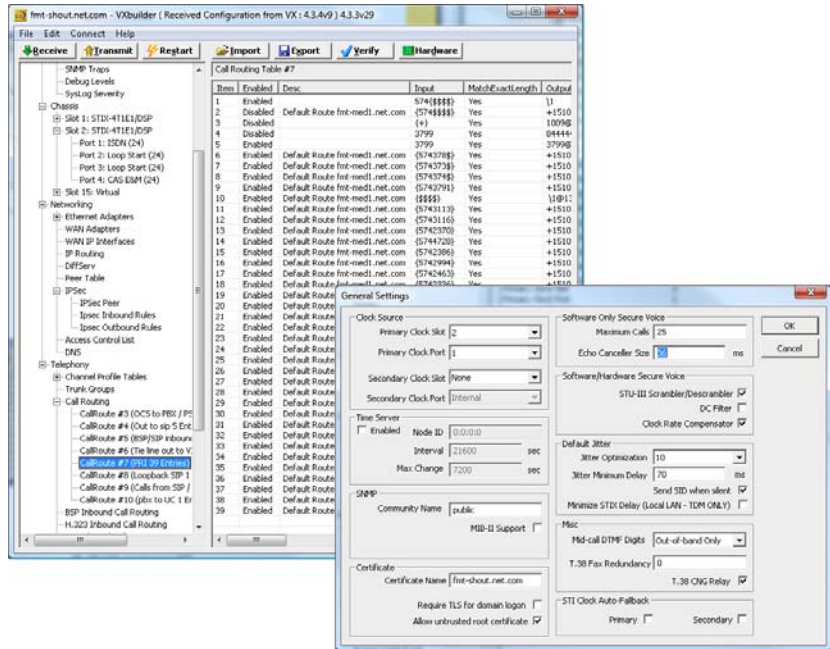 fmt-shout.net.com - VXbuilder ( Received Configuration from VX : 4.3.4v9 ) 4.3.3v29
File Edit Connect Help
Receive Transmit Restart Import Export Verify Hardware
SNMP Traps
Debug Levels
SysLog Severity
Chassis
Slot 1: STIX-4T1E1/DSP
Slot 2: STIX-4T1E1/DSP
Port 1: ISDN (24)
Port 2: Loop Start (24)
Port 3: Loop Start (24)
Port 4: CAS E&M (24)
Slot 15: Virtual
Networking
Ethernet Adapters
WAN Adapters
WAN IP Interfaces
IP Routing
DiffServ
Peer Table
IPSec
IPSec Peer
Ipsec Inbound Rules
Ipsec Outbound Rules
Access Control List
DNS
Telephony
Channel Profile Tables
Trunk Groups
Call Routing
CallRoute #3 (OCS to PBX / PS
CallRoute #4 (Out to sip 5 Ent
CallRoute #5 (BSP/SIP inboun
CallRoute #6 (Tie line out to V
CallRoute #7 (PRI 39 Entries)
CallRoute #8 (Loopback SIP 1
CallRoute #9 (Calls from SIP /
CallRoute #10 (pbx to UC 1 Er
BSP Inbound Call Routing
H.323 Inbound Call Routing
Call Routing Table #7
Item Enabled Desc Input MatchExactLength Output
1 Enabled 574{$$$$} Yes \1
2 Disabled Default Route fmt-med1.net.com {574$$$$} Yes +1510
3 Disabled {+} Yes 1009@
4 Disabled 3799 Yes 04444
5 Enabled 3799 Yes 3799@
6 Enabled Default Route fmt-med1.net.com {574378$} Yes +1510
7 Enabled Default Route fmt-med1.net.com {574373$} Yes +1510
8 Enabled Default Route fmt-med1.net.com {574374$} Yes +1510
9 Enabled Default Route fmt-med1.net.com {5743791} Yes +1510
10 Enabled Default Route fmt-med1.net.com {$$$$} Yes \1@1
11 Enabled Default Route fmt-med1.net.com {5743113} Yes +1510
12 Enabled Default Route fmt-med1.net.com {5743116} Yes +1510
13 Enabled Default Route fmt-med1.net.com {5742370} Yes +1510
14 Enabled Default Route fmt-med1.net.com {5744720} Yes +1510
15 Enabled Default Route fmt-med1.net.com {5742386} Yes +1510
16 Enabled Default Route fmt-med1.net.com {5742994} Yes +1510
17 Enabled Default Route fmt-med1.net.com {5742463} Yes +1510
18 Enabled Default Route fmt-med1.net.com Yes +1510
19 Enabled Default Route
20 Enabled Default Route
21 Enabled Default Route
22 Enabled Default Route
23 Enabled Default Route
24 Enabled Default Route
25 Enabled Default Route
26 Enabled Default Route
27 Enabled Default Route
28 Enabled Default Route
29 Enabled Default Route
30 Enabled Default Route
31 Enabled Default Route
32 Enabled Default Route
33 Enabled Default Route
34 Enabled Default Route
35 Enabled Default Route
36 Enabled Default Route
37 Enabled Default Route
38 Enabled Default Route
39 Enabled Default Route
General Settings
Clock Source
Primary Clock Slot 2
Primary Clock Port 1
Secondary Clock Slot None
Secondary Clock Port Internal
Time Server
Enabled Node ID 0:0:0:0
Interval 21600 sec
Max Change 7200 sec
SNMP
Community Name public
MIB-II Support
Certificate
Certificate Name fmt-shout.net.com
Require TLS for domain logon
Allow untrusted root certificate
Software Only Secure Voice
Maximum Calls 25
Echo Canceller Size ms
Software/Hardware Secure Voice
STU-III Scrambler/Descrambler
DC Filter
Clock Rate Compensator
Default Jitter
Jitter Optimization 10
Jitter Minimum Delay 70 ms
Send SID when silent
Minimize STIX Delay (Local LAN - TDM ONLY)
Misc
Mid-call DTMF Digits Out-of-band Only
T.38 Fax Redundancy 0
T.38 CNG Relay
STI Clock Auto-Fallback
Primary Secondary
OK
Cancel